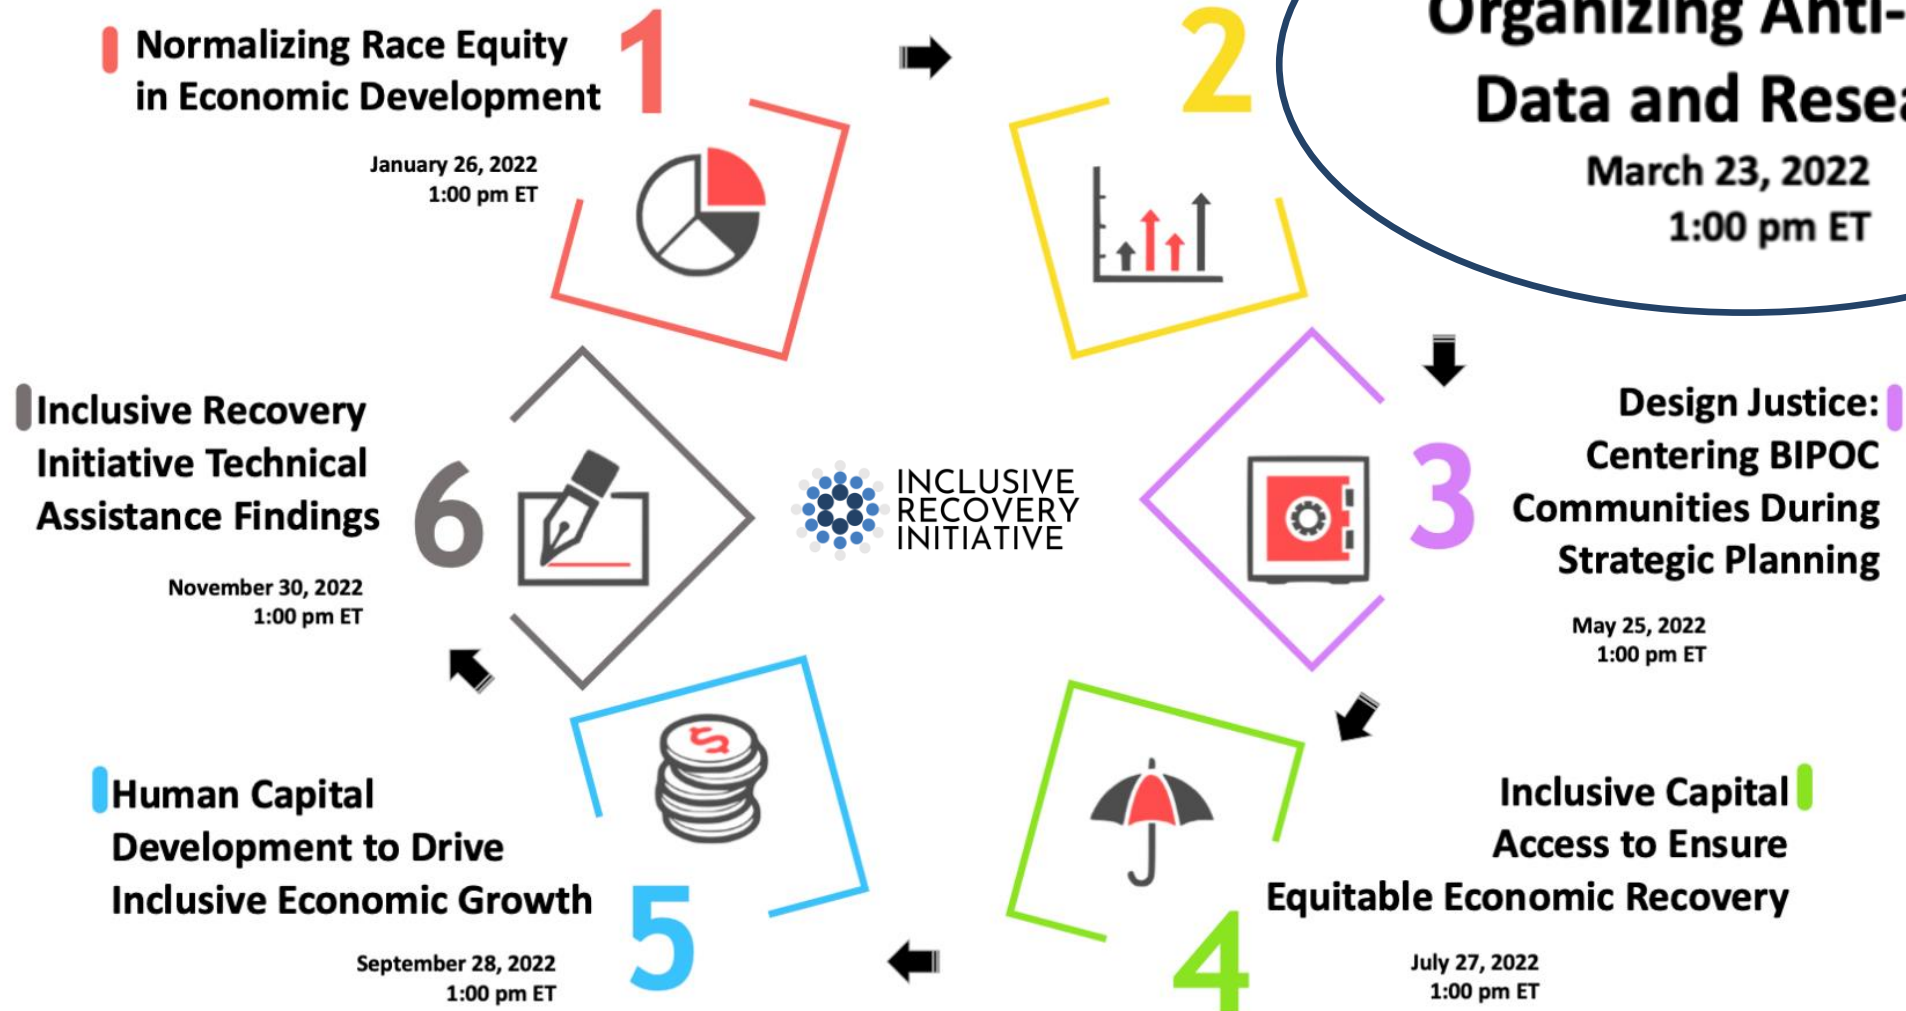 1
Normalizing Race Equity
in Economic Development
January 26, 2022
1:00 pm ET
2
Organizing Anti-
Data and
March 23, 2022
1:00 pm ET
3
Design Justice:
Centering BIPOC
Communities During
Strategic Planning
May 25, 2022
1:00 pm ET
4
Inclusive Capital
Access to Ensure
Equitable Economic Recovery
July 27, 2022
1:00 pm ET
5
Human Capital
Development to Drive
Inclusive Economic Growth
September 28, 2022
1:00 pm ET
$
6
Inclusive Recovery
Initiative Technical
Assistance Findings
November 30, 2022
1:00 pm ET
INCLUSIVE
RECOVERY
INITIATIVE